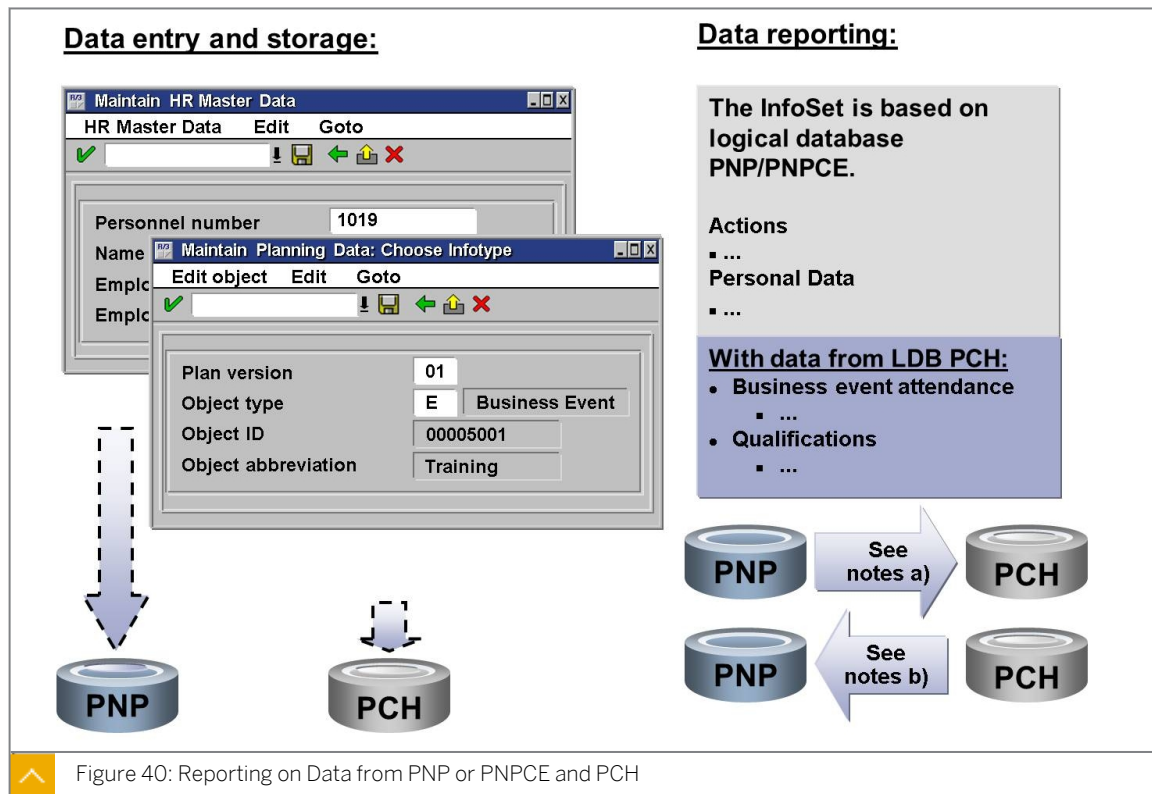 Data entry and storage:
R/3 Maintain HR Master Data
HR Master Data Edit Goto
Personnel number 1019
Name
Emplo
Emplo
Maintain Planning Data: Choose Infotype
Edit object Edit Goto
Plan version 01
Object type E Business Event
Object ID 00005001
Object abbreviation Training
PNP
PCH
Data reporting:
The InfoSet is based on
logical database
PNP/PNPCE.
Actions
▪ ...
Personal Data
▪ ...
With data from LDB PCH:
• Business event attendance
▪ ...
• Qualifications
▪ ...
PNP
See
notes a)
PCH
PNP
See
notes b)
PCH
Figure 40: Reporting on Data from PNP or PNPCE and PCH